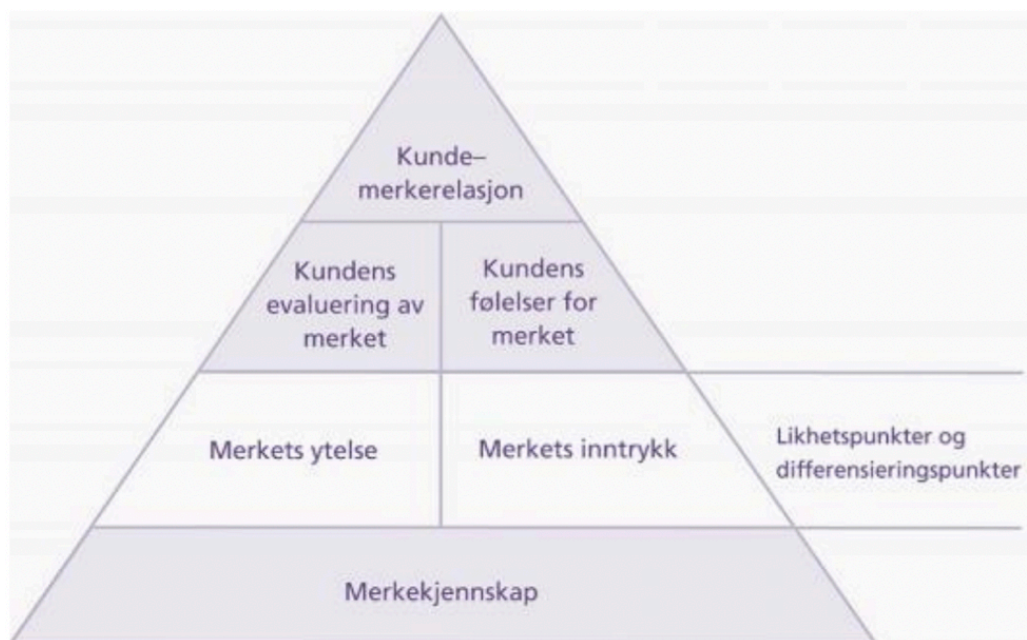 Kunde–
merkerelasjon
Kundens
evaluering av
merket
Kundens
følelser for
merket
Merkets ytelse
Merkets inntrykk
Likhetspunkter og
differensieringspunkter
Merkekjennskap